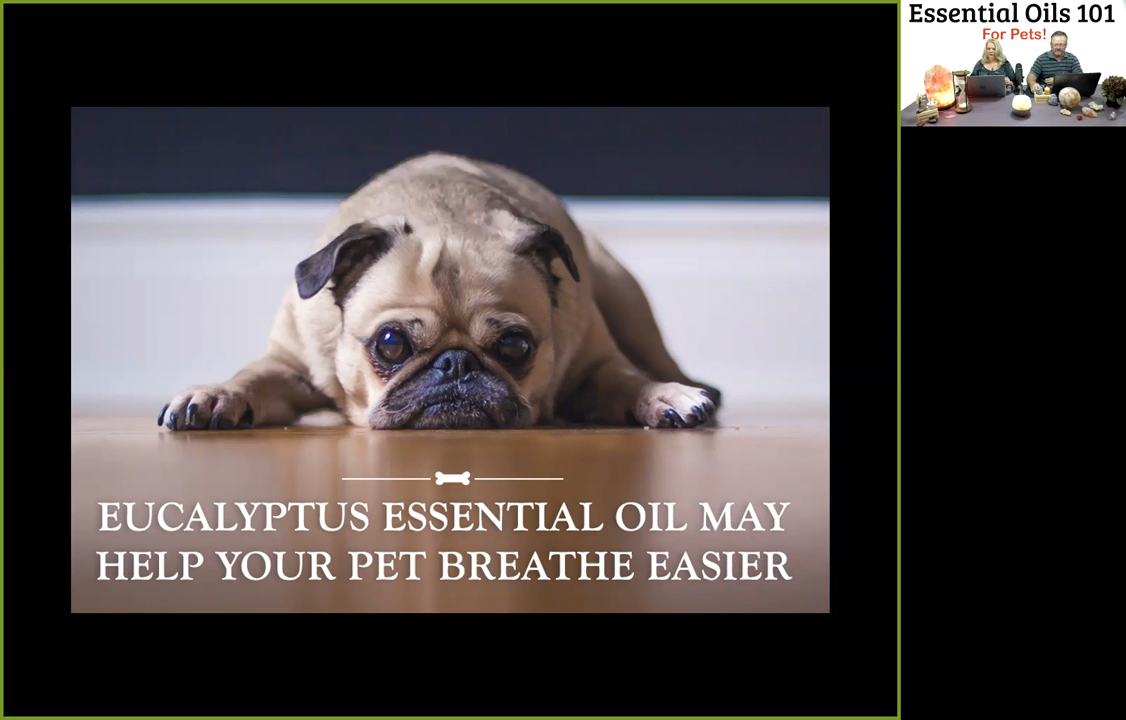 Essential Oils 101
For Pets!
EUCALYPTUS ESSENTIAL OIL MAY
HELP YOUR PET BREATHE EASIER